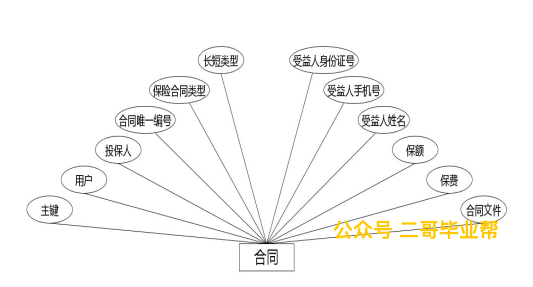 长短类型
受益人身份证号
保险合同类型
受益人手机号
合同唯一编号
受益人姓名
投保人
保额
用户
保费
主键
合同文件
公众号 二哥毕业帮
合同